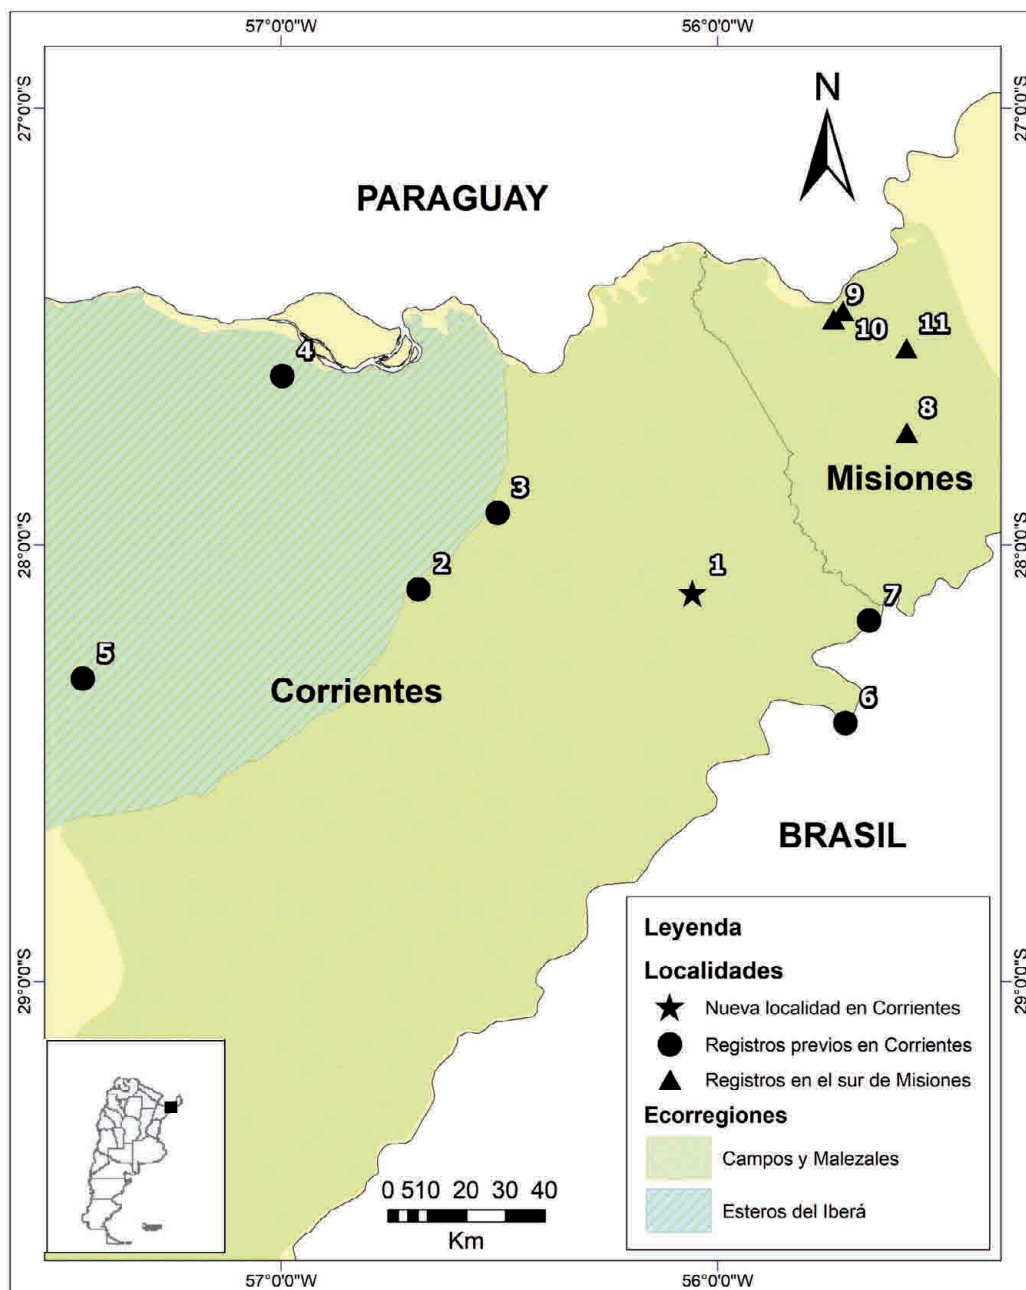 57°0'0"W 56°0'0"W
27°0'0"S 27°0'0"S
N
PARAGUAY
9
10 11
4
8
Misiones
3
28°0'0"S 28°0'0"S
2 1
7
5
Corrientes
6
BRASIL
Leyenda
Localidades
Nueva localidad en Corrientes
Registros previos en Corrientes
Registros en el sur de Misiones
Ecorregiones
Campos y Malezales
Esteros del Iberá
29°0'0"S 29°0'0"S
0 510 20 30 40
Km
57°0'0"W 56°0'0"W